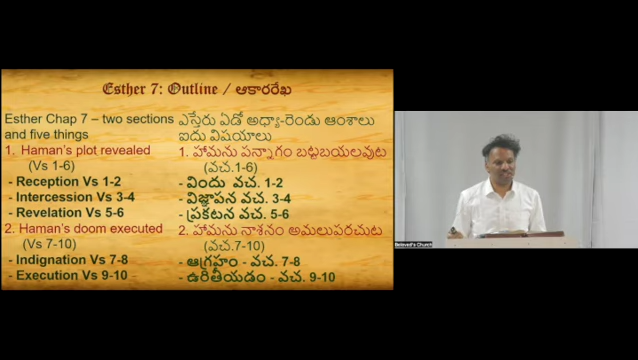 Esther 7: Outline / ఆకారరేఖ
Esther Chap 7 – two sections
and five things
1. Haman's plot revealed
(Vs 1-6)
- Reception Vs 1-2
- Intercession Vs 3-4
- Revelation Vs 5-6
2. Haman's doom executed
(Vs 7-10)
- Indignation Vs 7-8
- Execution Vs 9-10
ఎస్తేరు ఏడో అధ్యా-రెండు ఆంశాలు
ఐదు విషయాలు
1. హామను పన్నాగం బట్టబయలవుట
(వచ.1-6)
- విందు వచ. 1-2
- విజ్ఞాపన వచ. 3-4
- ప్రకటన వచ. 5-6
2. హామను నాశనం అమలుపరచుట
(వచ.7-10)
- ఆగ్రహం - వచ. 7-8
- ఉరితీయడం - వచ. 9-10
Beloved's Church